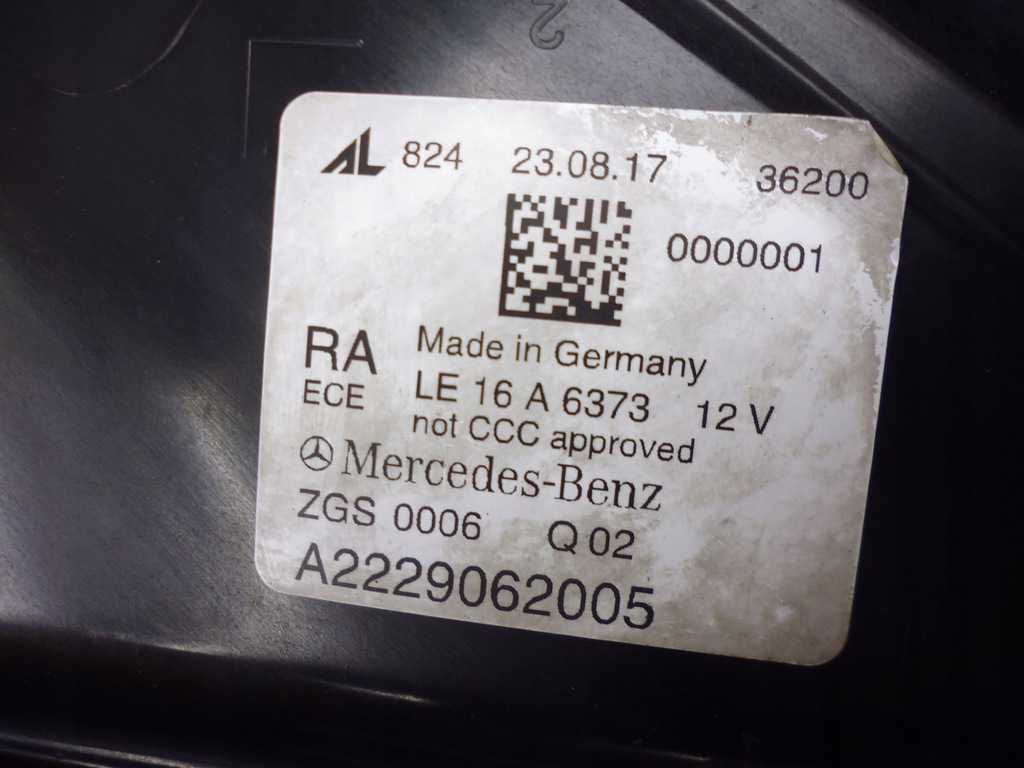 2
AL 824 23.08.17 36200
0000001
RA Made in Germany
ECE LE 16 A 6373 12 V
not CCC approved
Mercedes-Benz
ZGS 0006 Q 02
A2229062005